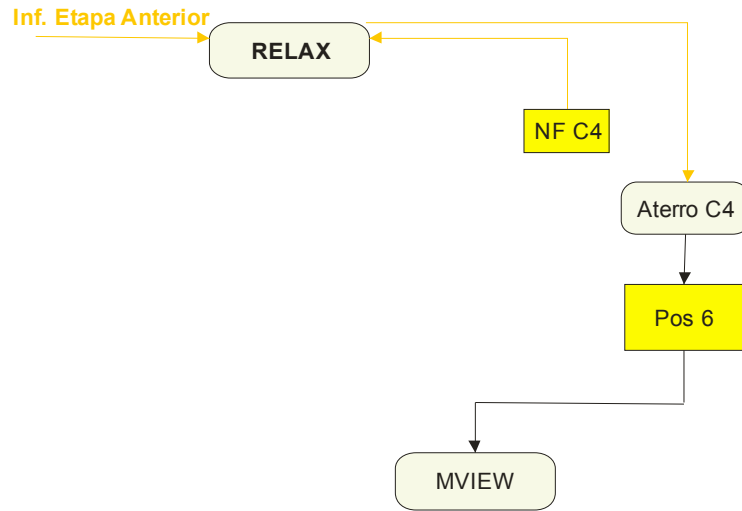 Inf. Etapa Anterior
RELAX
NF C4
Aterro C4
Pos 6
MVIEW